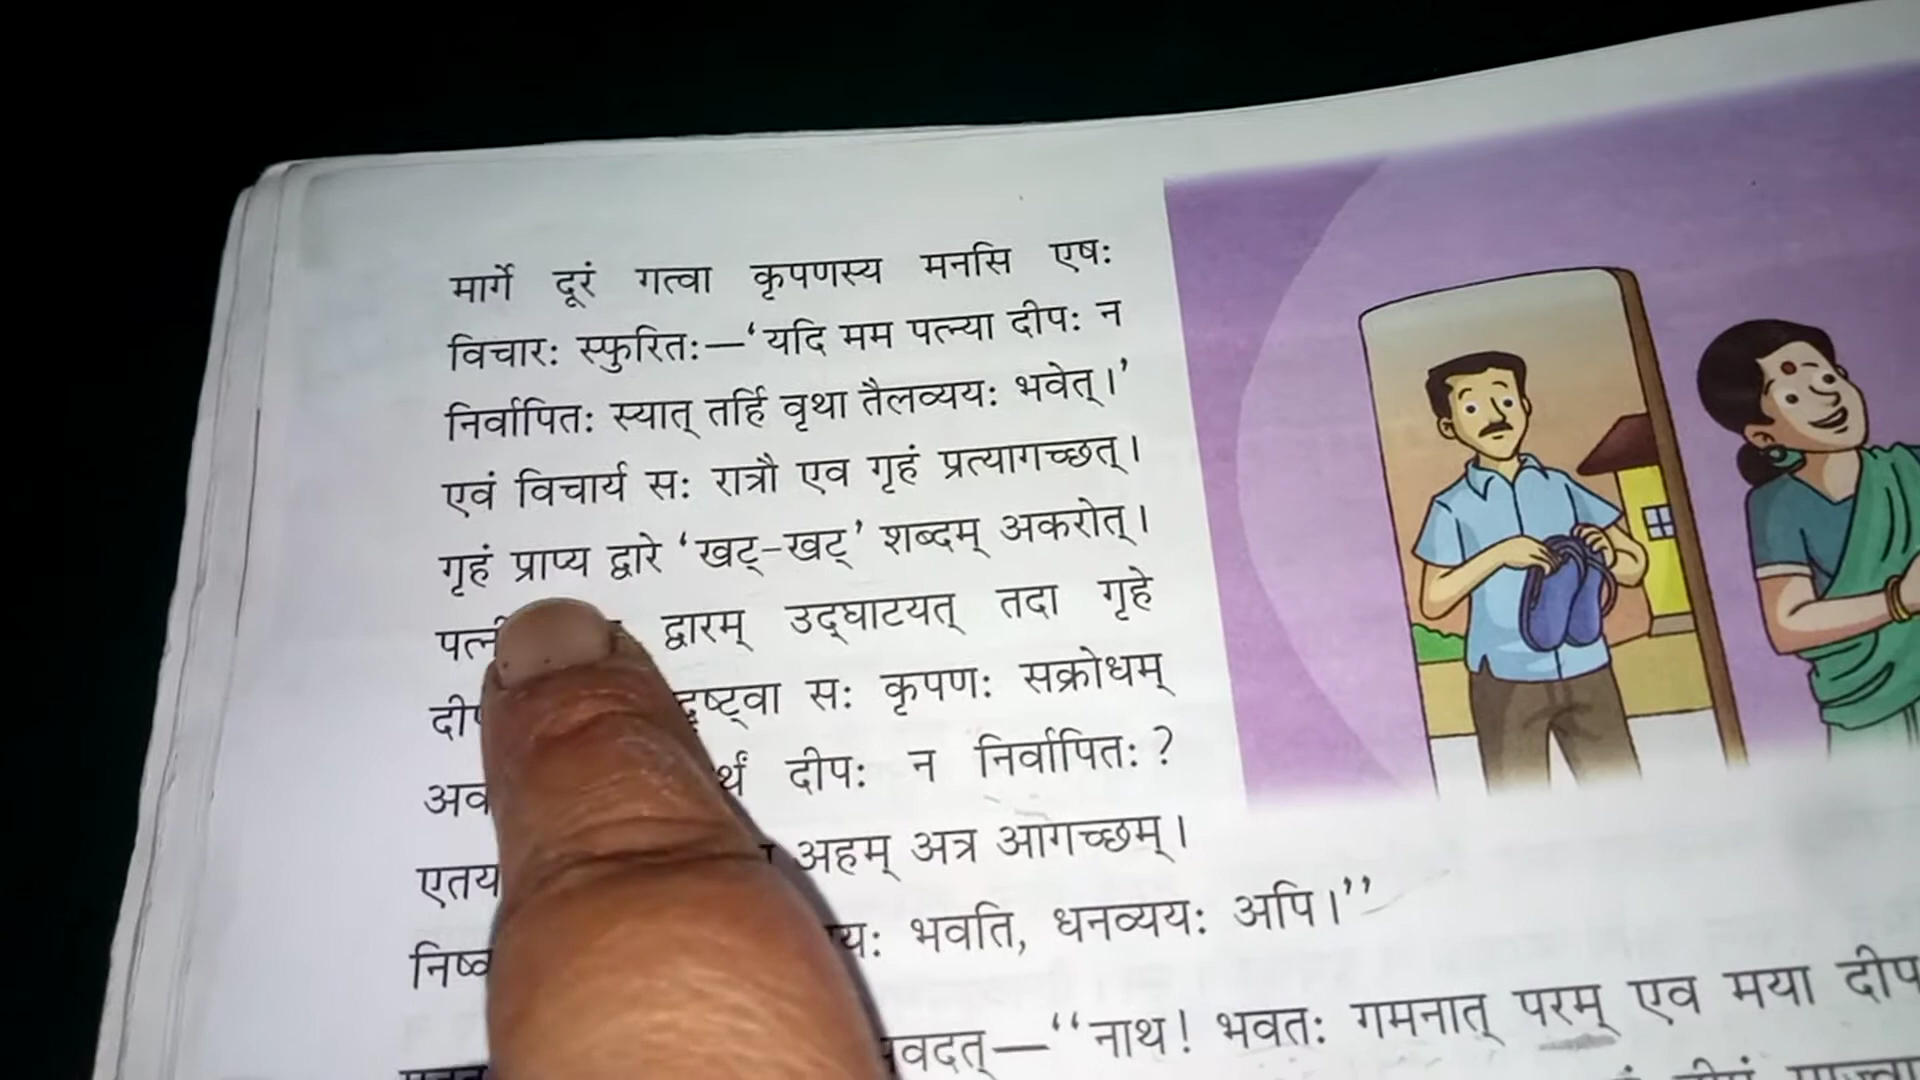 मार्गे दूरं गत्वा कृपणस्य मनसि एषः
विचारः स्फुरितः—‘यदि मम पत्न्या दीपः न
निर्वापितः स्यात् तर्हि वृथा तैलव्ययः भवेत्।’
एवं विचार्य सः रात्रौ एव गृहं प्रत्यागच्छत्।
गृहं प्राप्य द्वारे ‘खट्-खट्’ शब्दम् अकरोत्।
द्वारम् उद्घाटयत् तदा गृहे
दृष्ट्वा सः कृपणः सक्रोधम्
दीपः न निर्वापितः?
अहम् अत्र आगच्छम्।
भवति, धनव्ययः अपि।”
“नाथ! भवतः गमनात् परम् एव मया